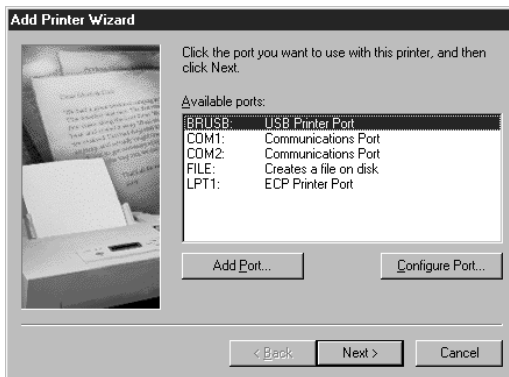 Add Printer Wizard
Click the port you want to use with this printer, and then
click Next.
Available ports:
BRUSB: USB Printer Port
COM1: Communications Port
COM2: Communications Port
FILE: Creates a file on disk
LPT1: ECP Printer Port
Add Port...
Configure Port...
< Back
Next >
Cancel